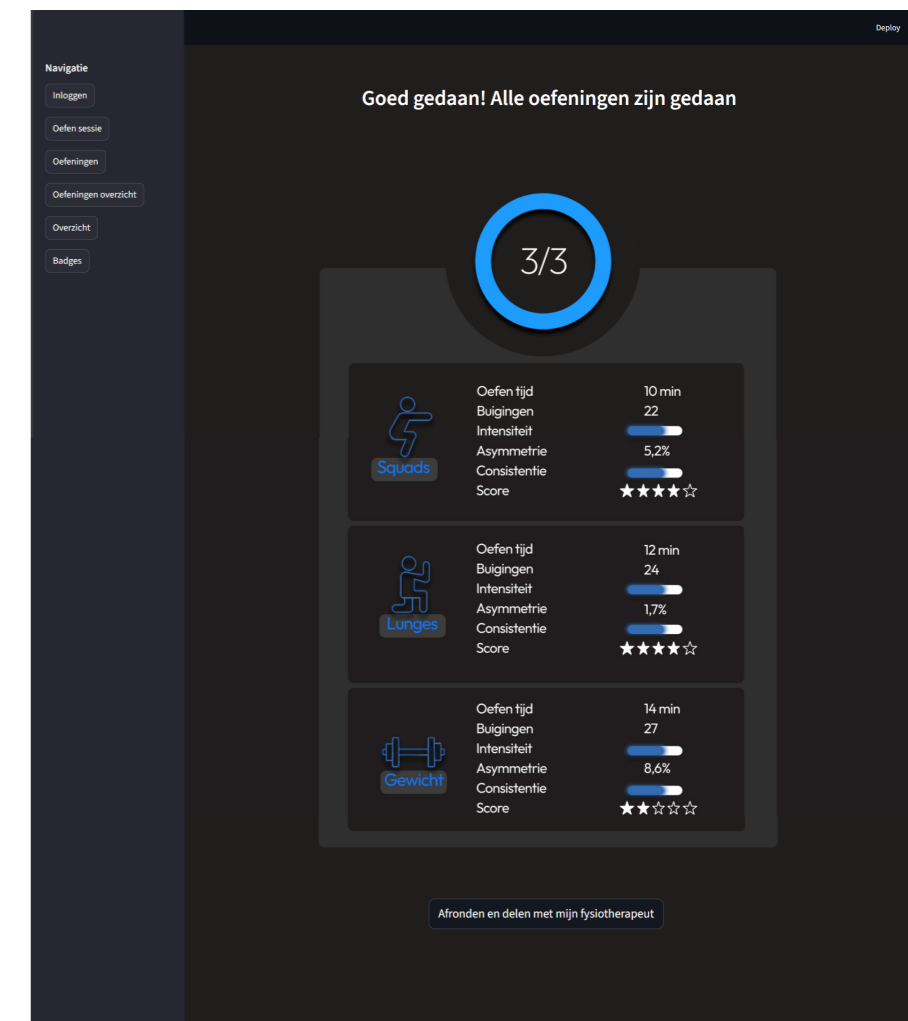 Deploy
Navigatie
Inloggen
Oefen sessie
Oefeningen
Oefeningen overzicht
Overzicht
Badges
Goed gedaan! Alle oefeningen zijn gedaan
3/3
Squads
Oefen tijd 10 min
Buigingen 22
Intensiteit
Asymmetrie 5,2%
Consistentie
Score ★★★★☆
Lunges
Oefen tijd 12 min
Buigingen 24
Intensiteit
Asymmetrie 1,7%
Consistentie
Score ★★★★☆
Gewicht
Oefen tijd 14 min
Buigingen 27
Intensiteit
Asymmetrie 8,6%
Consistentie
Score ★★☆☆☆
Afronden en delen met mijn fysiotherapeut